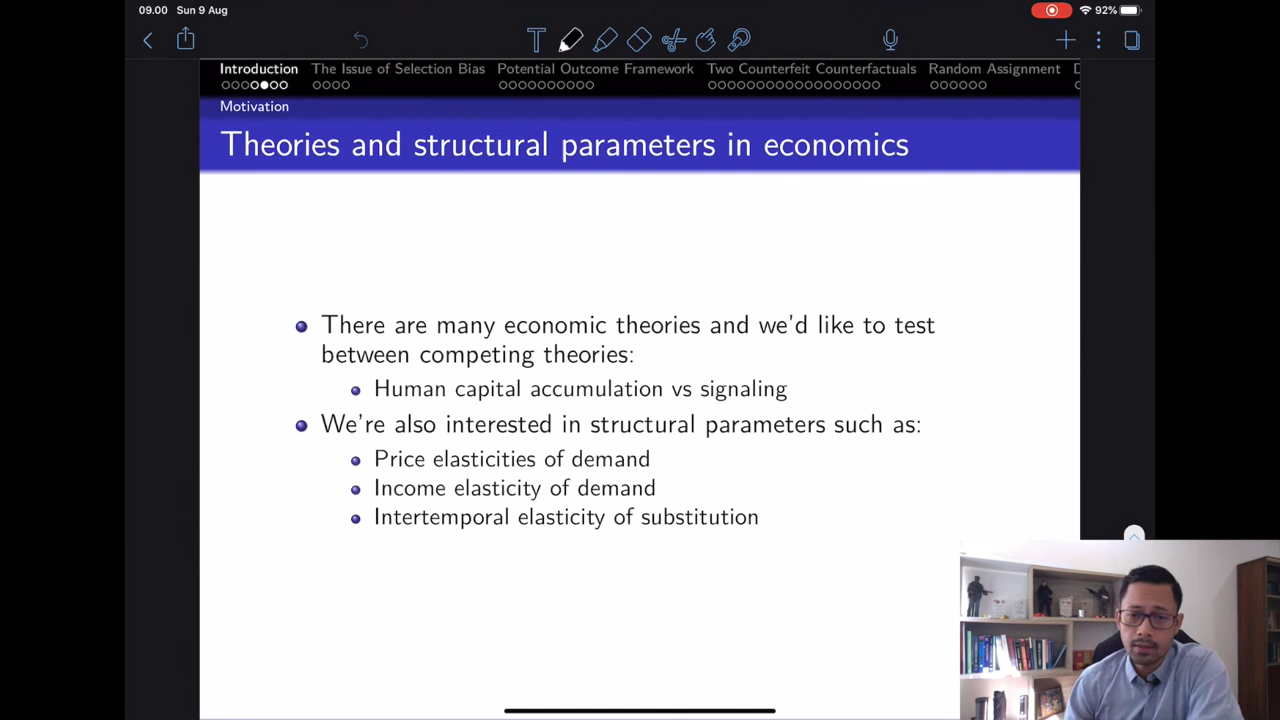 09.00 Sun 9 Aug
92%
T
Introduction The Issue of Selection Bias Potential Outcome Framework Two Counterfeit Counterfactuals Random Assignment D
Motivation
Theories and structural parameters in economics
There are many economic theories and we'd like to test
between competing theories:
Human capital accumulation vs signaling
We're also interested in structural parameters such as:
Price elasticities of demand
Income elasticity of demand
Intertemporal elasticity of substitution